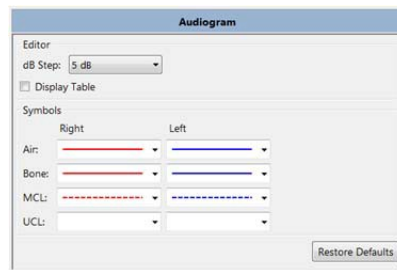 Audiogram
Editor
dB Step: 5 dB
Display Table
Symbols
Right Left
Air:
Bone:
MCL:
UCL:
Restore Defaults